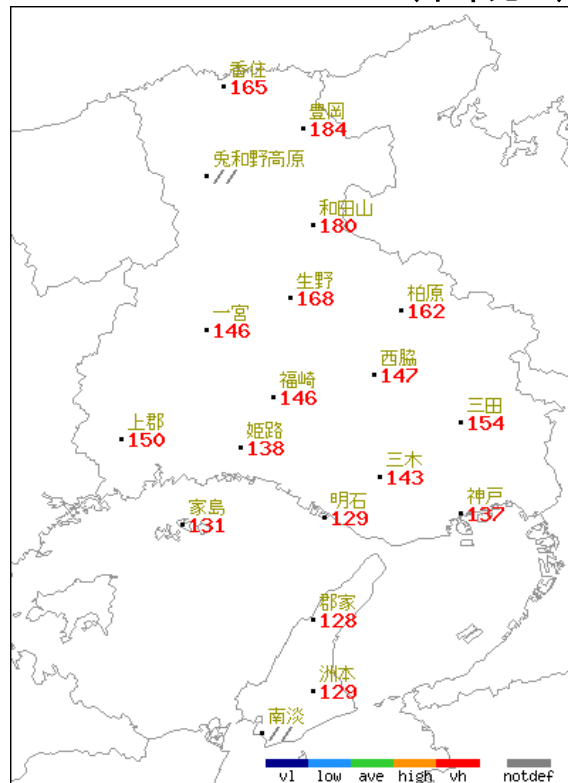 香住
165
豊岡
184
兎和野高原
//
和田山
180
生野
168
柏原
162
一宮
146
西脇
147
福崎
146
三田
154
上郡
150
姫路
138
三木
143
家島
131
明石
129
神戸
137
郡家
128
洲本
129
南淡
//
vl low ave high vh notdef